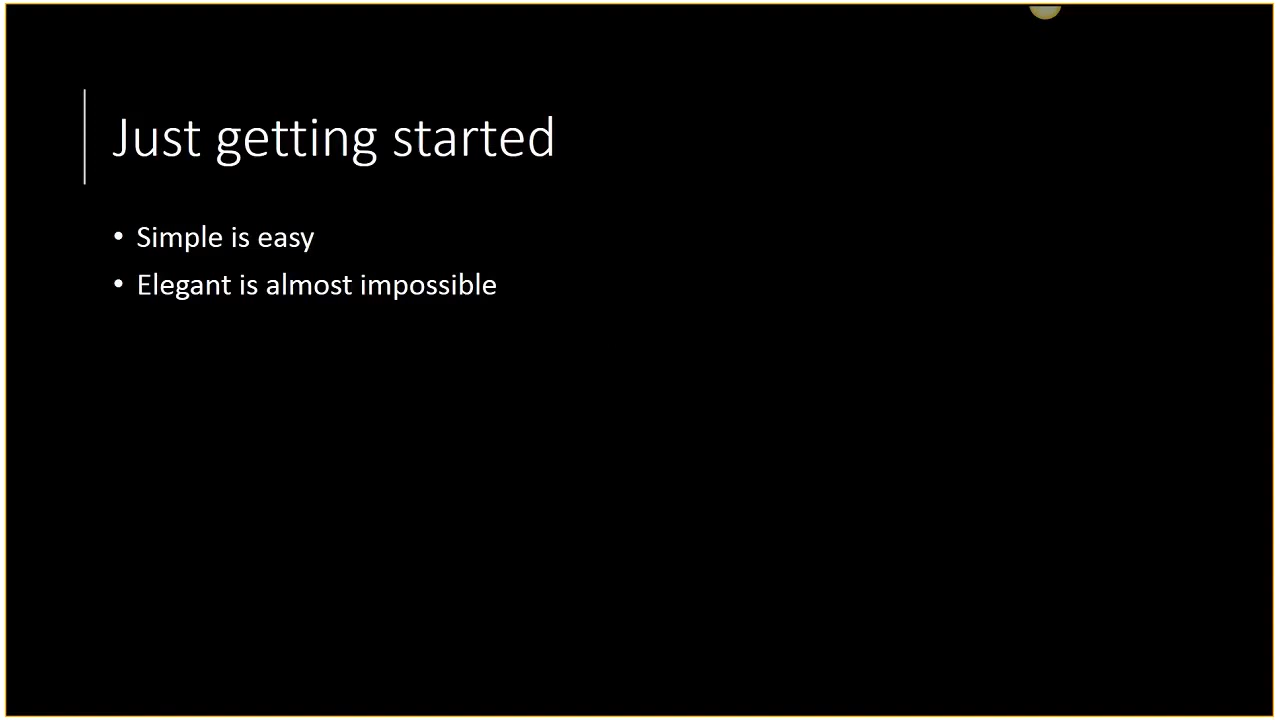 Just getting started
• Simple is easy
• Elegant is almost impossible